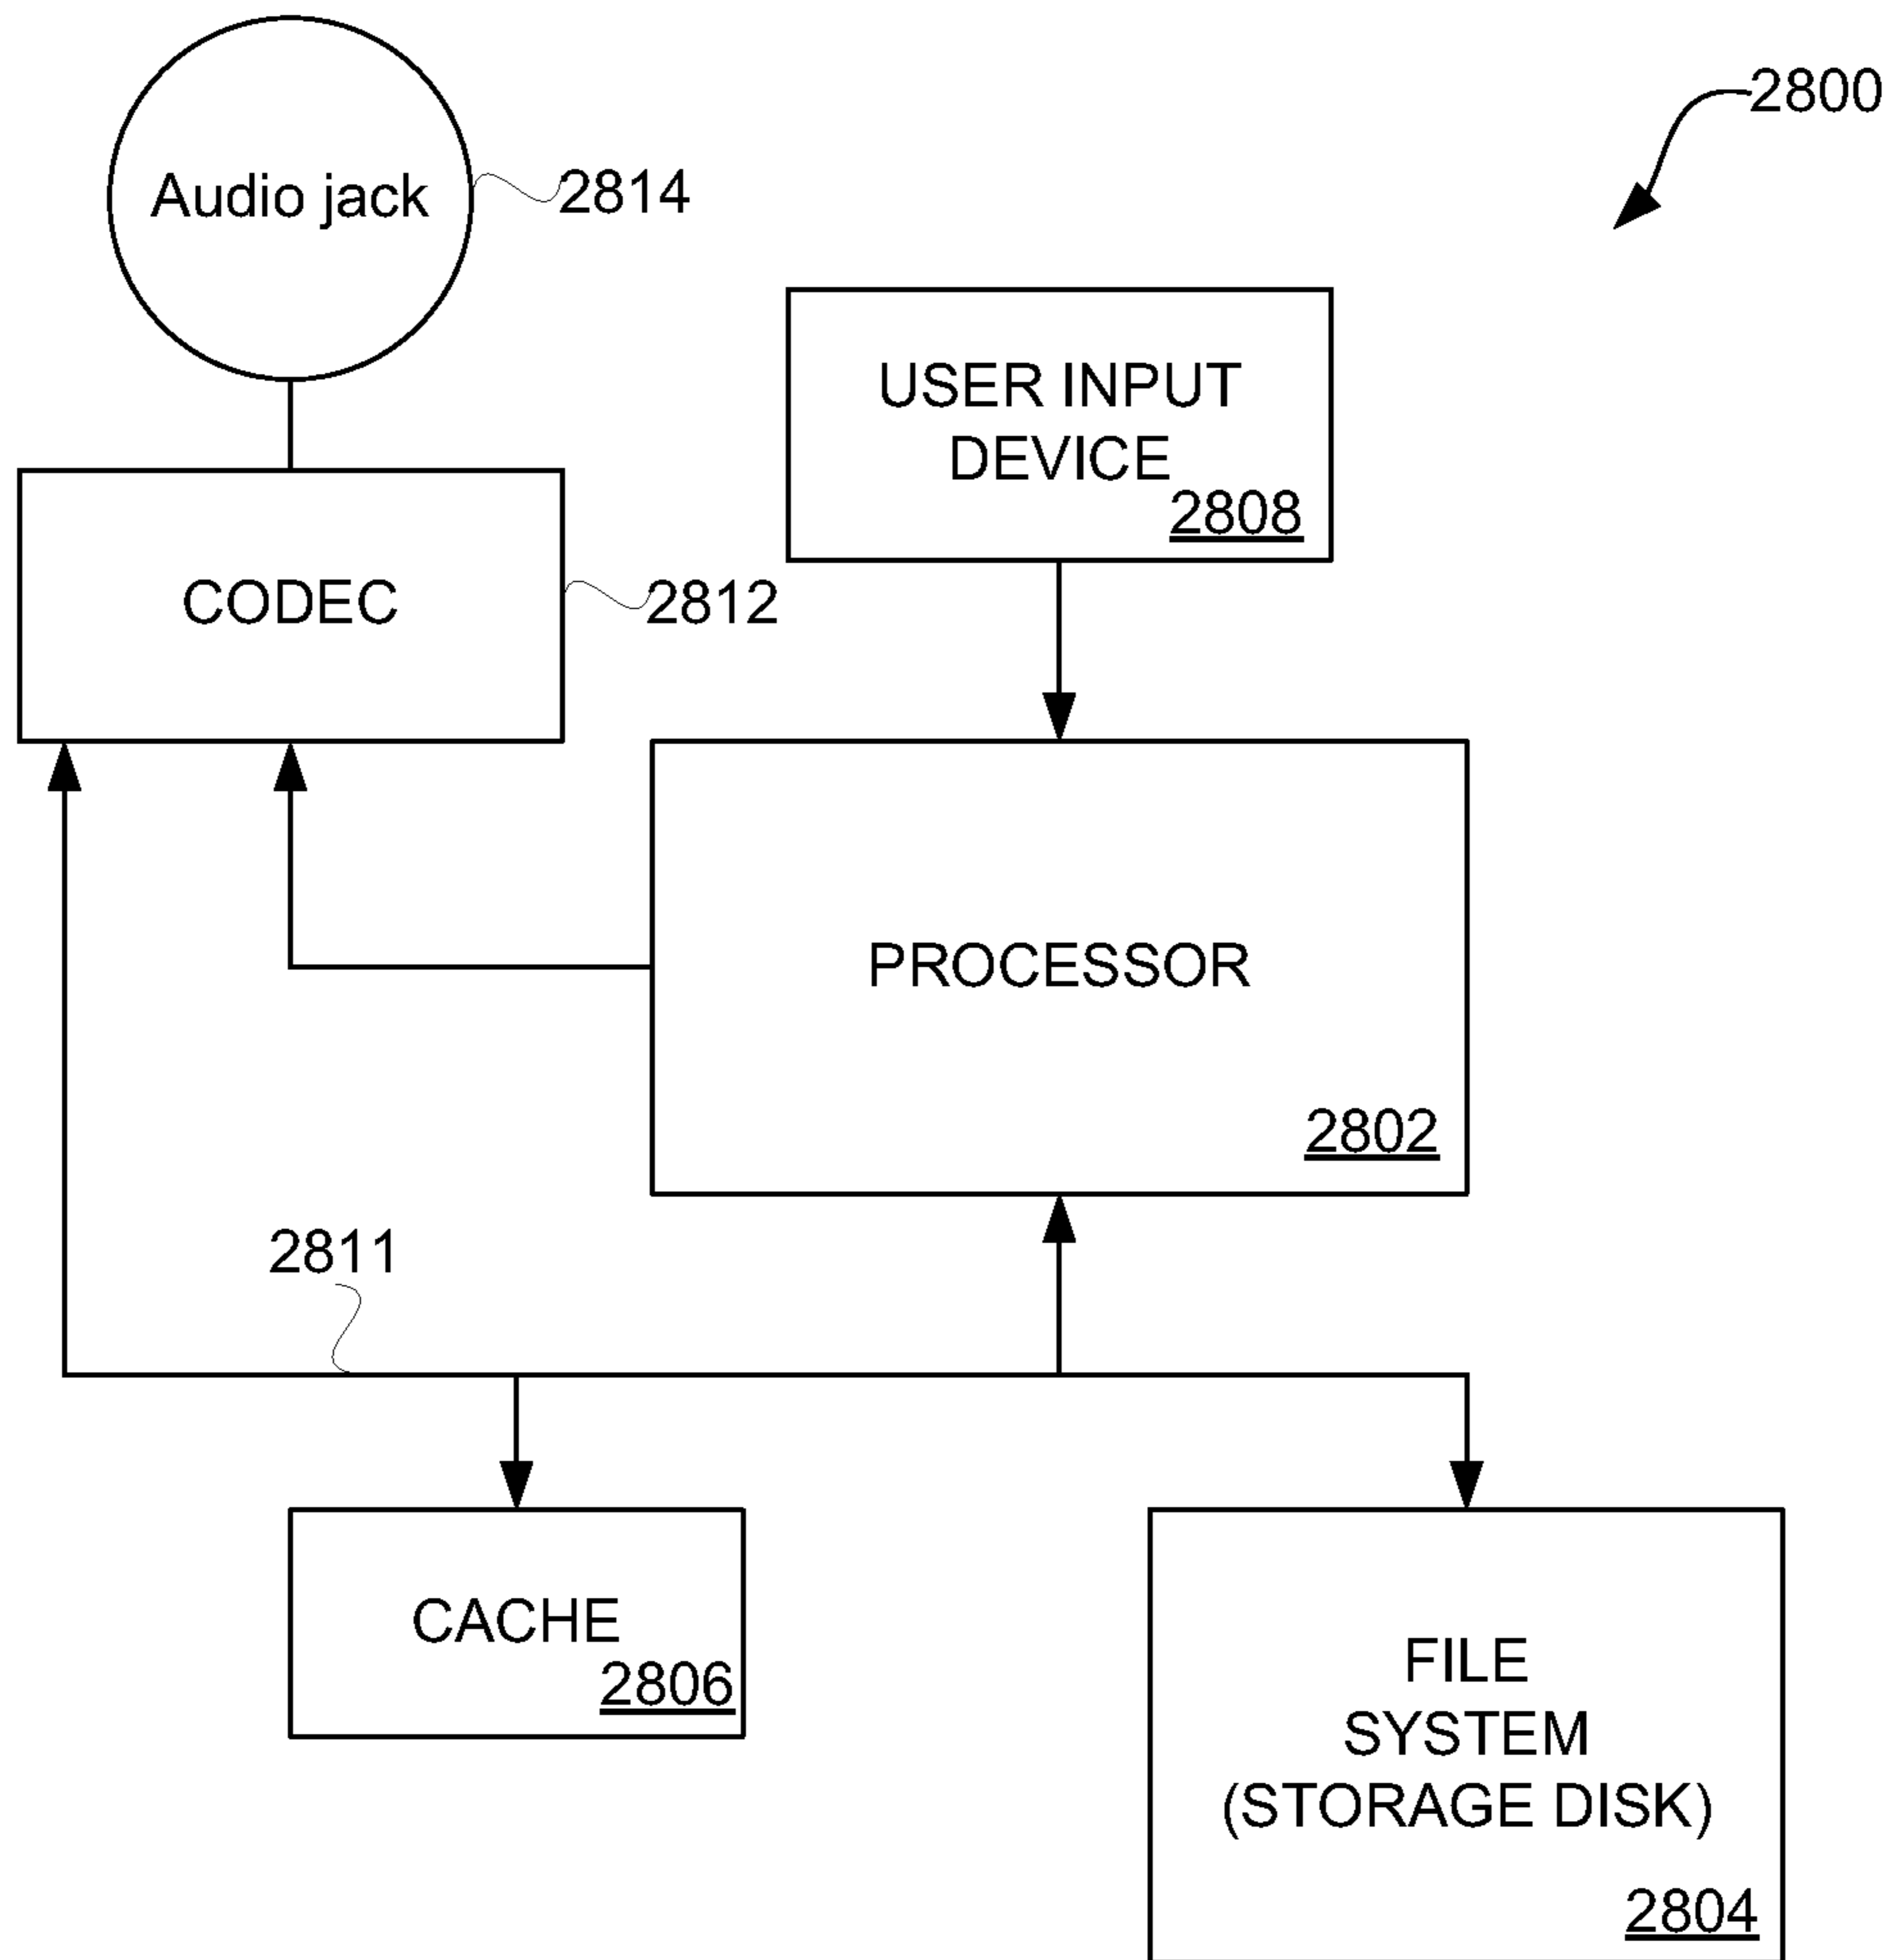 2800
Audio jack
2814
USER INPUT
DEVICE
2808
CODEC
2812
PROCESSOR
2802
2811
CACHE
2806
FILE
SYSTEM
(STORAGE DISK)
2804